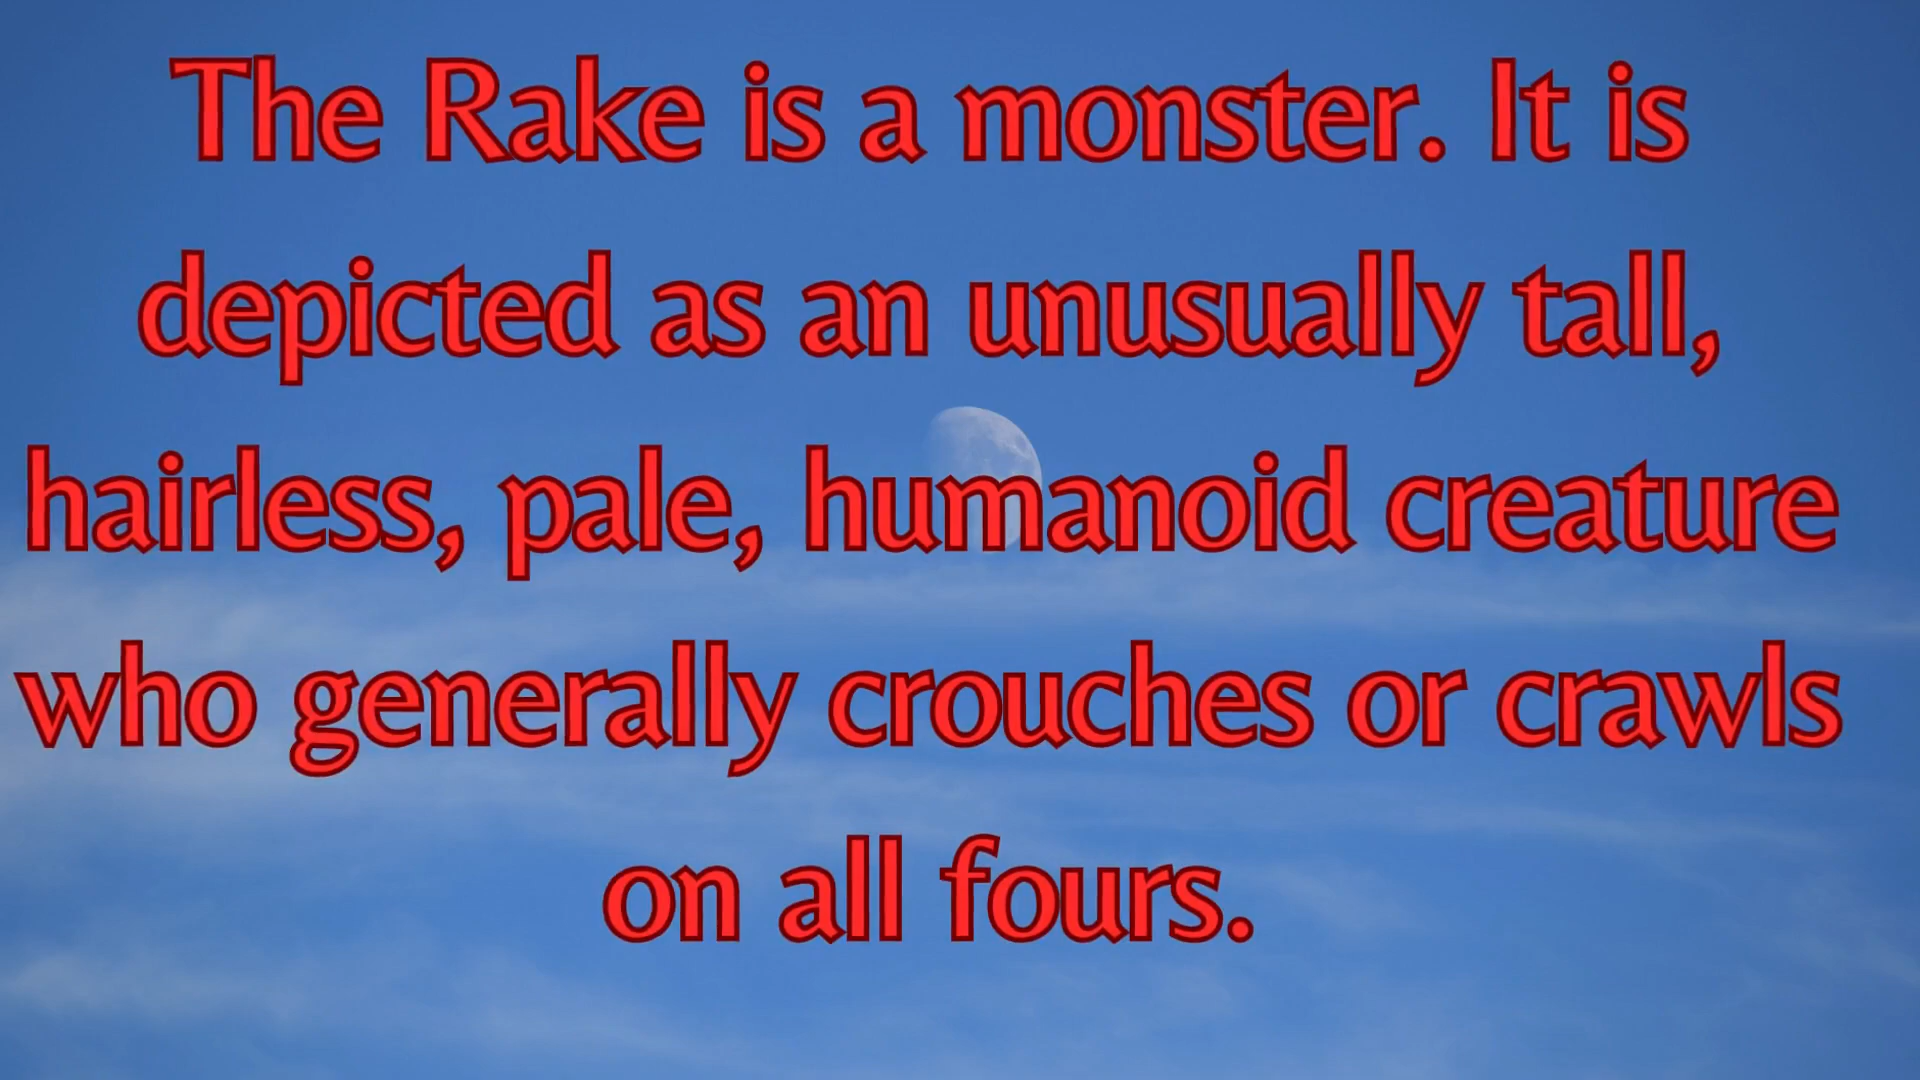 The Rake is a monster. It is
depicted as an unusually tall,
hairless, pale, humanoid creature
who generally crouches or crawls
on all fours.